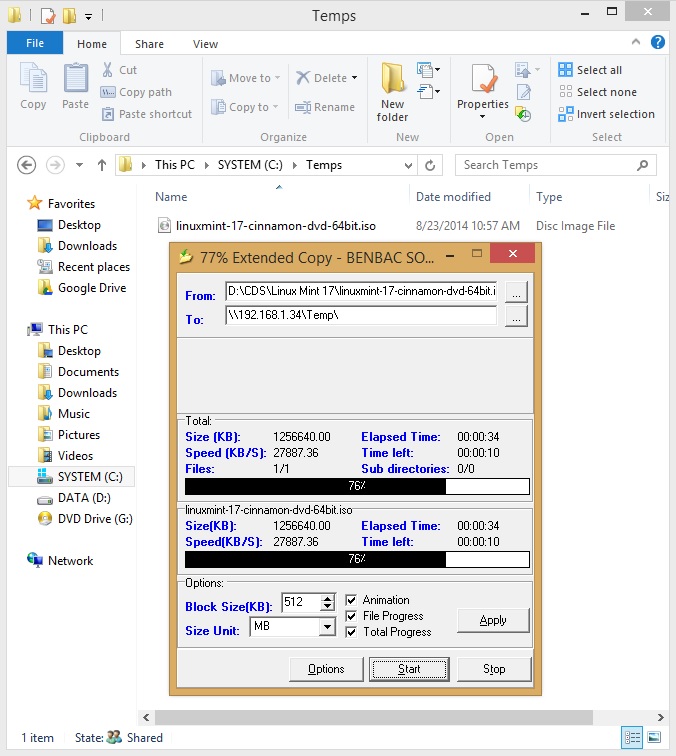 Temps
File Home Share View
Copy
Paste
Cut
Copy path
Paste shortcut
Clipboard
Move to
Copy to
Delete
Rename
Organize
New
folder
New
Properties
Open
Select all
Select none
Invert selection
Select
This PC SYSTEM (C:) Temps
Search Temps
Favorites
Desktop
Downloads
Recent places
Google Drive
This PC
Desktop
Documents
Downloads
Music
Pictures
Videos
SYSTEM (C:)
DATA (D:)
DVD Drive (G:)
Network
Name Date modified Type Siz
linuxmint-17-cinnamon-dvd-64bit.iso 8/23/2014 10:57 AM Disc Image File
77% Extended Copy - BENBAC SO...
From: D:\CDS\Linux Mint 17\linuxmint-17-cinnamon-dvd-64bit.i ...
To: \\192.168.1.34\Temp\ ...
Total:
Size (KB): 1256640.00 Elapsed Time: 00:00:34
Speed (KB/S): 27887.36 Time left: 00:00:10
Files: 1/1 Sub directories: 0/0
76%
linuxmint-17-cinnamon-dvd-64bit.iso
Size(KB): 1256640.00 Elapsed Time: 00:00:34
Speed(KB/S): 27887.36 Time left: 00:00:10
76%
Options:
Block Size(KB): 512
Size Unit: MB
Animation
File Progress
Total Progress
Apply
Options Start Stop
1 item State: Shared